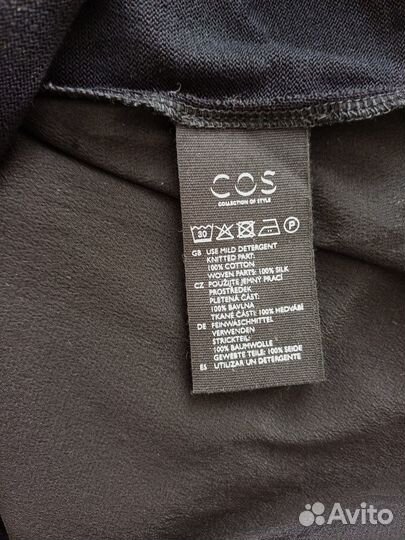 COS
COLLECTION OF STYLE
30 P
GB USE MILD DETERGENT
KNITTED PART:
100% COTTON
WOVEN PARTS: 100% SILK
CZ POUŽIJTE JEMNÝ PRACÍ
PROSTŘEDEK
PLETENÁ ČÁST:
100% BAVLNA
TKANÉ ČÁSTI: 100% HEDVÁBÍ
DE FEINWASCHMITTEL
VERWENDEN
STRICKTEIL:
100% BAUMWOLLE
GEWEBTE TEILE: 100% SEIDE
ES UTILIZAR UN DETERGENTE
Avito